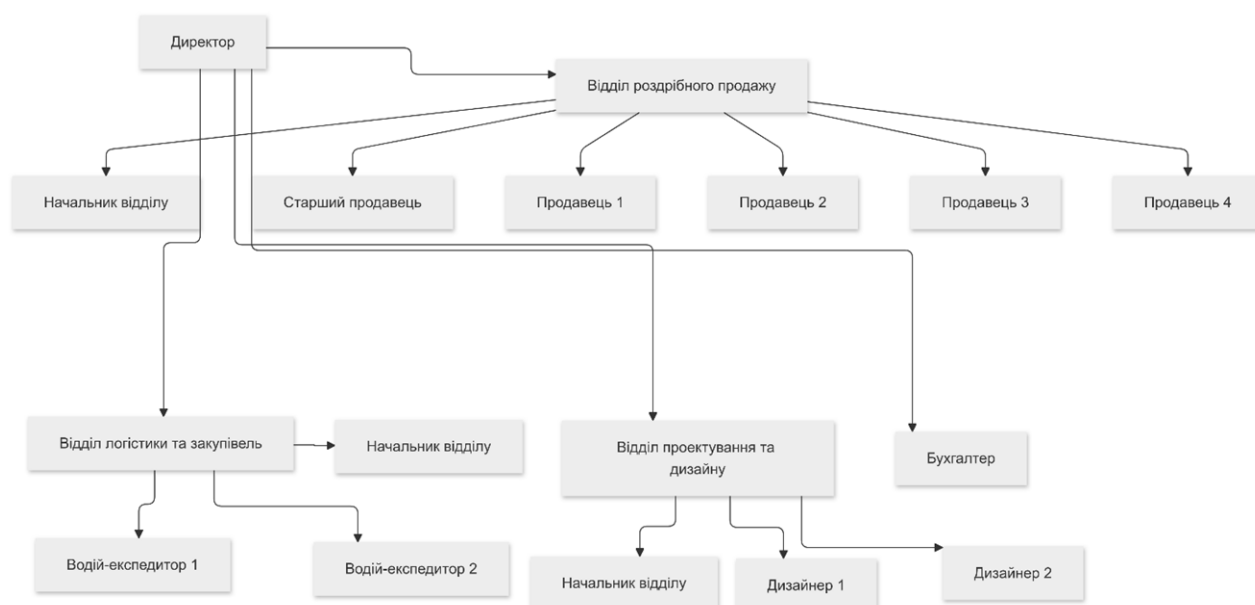 Директор
Відділ роздрібного продажу
Начальник відділу
Старший продавець
Продавець 1
Продавець 2
Продавець 3
Продавець 4
Відділ логістики та закупівель
Начальник відділу
Відділ проектування та
дизайну
Бухгалтер
Водій-експедитор 1
Водій-експедитор 2
Начальник відділу
Дизайнер 1
Дизайнер 2